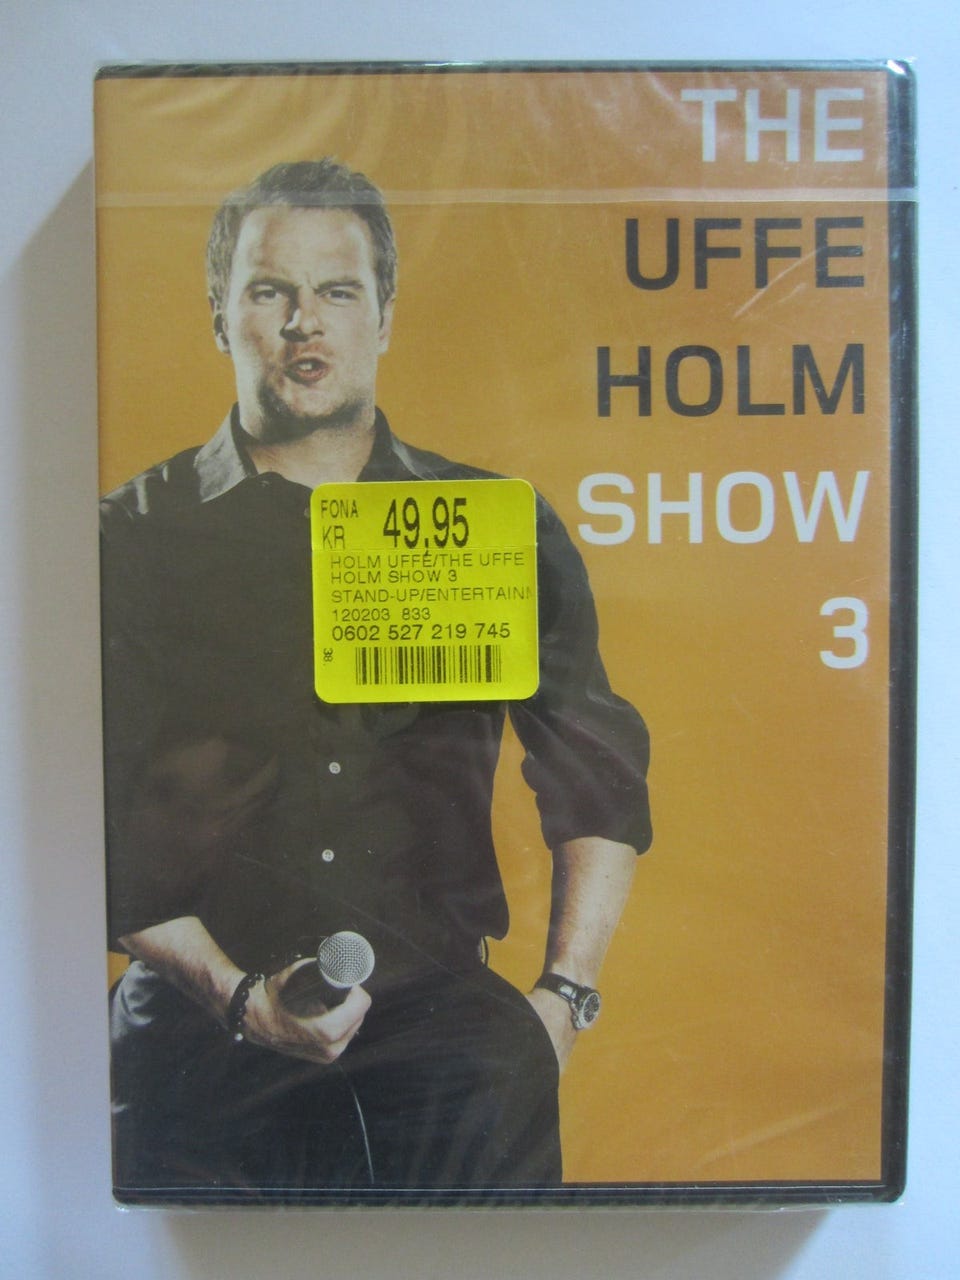 THE
UFFE
HOLM
SHOW
3
FONA
KR 49.95
HOLM UFFE/THE UFFE
HOLM SHOW 3
STAND-UP/ENTERTAINM
120203 833
0602 527 219 745
38.